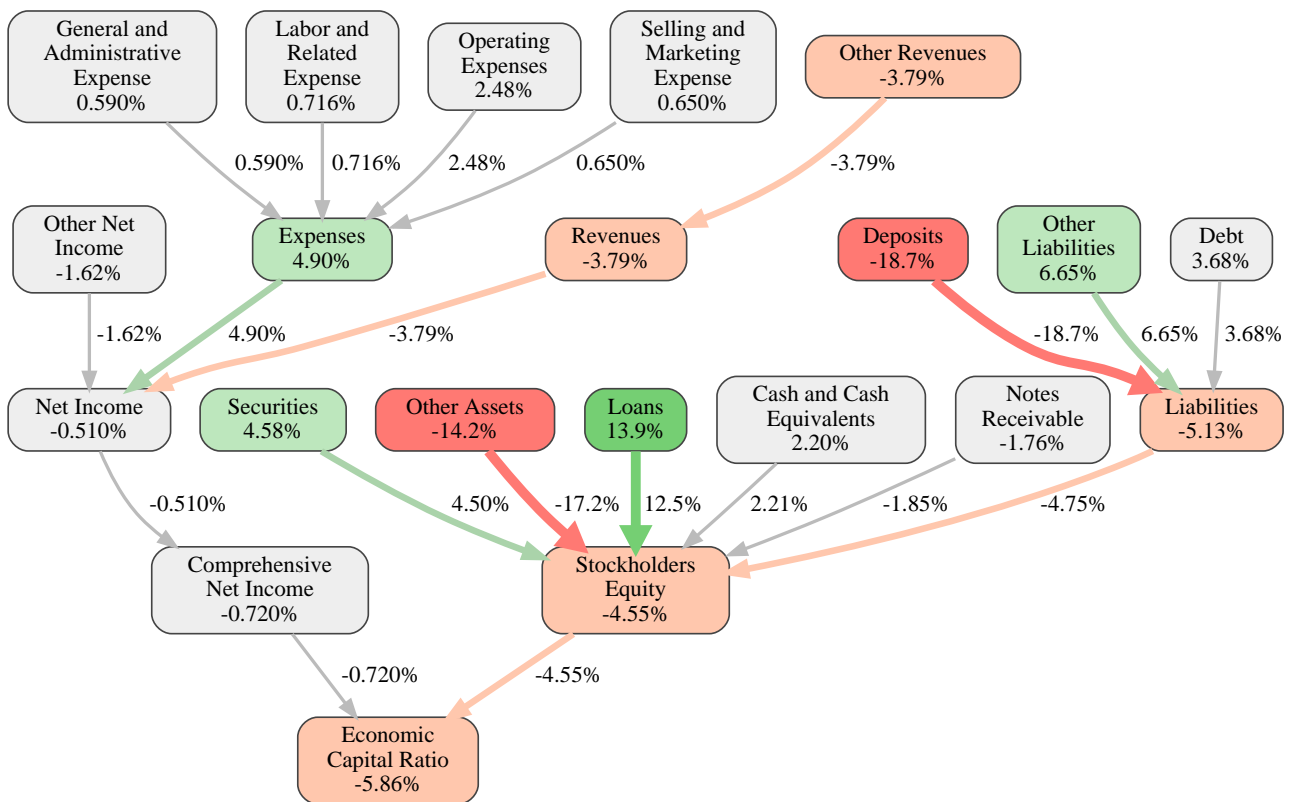 General and
Administrative
Expense
0.590%
Labor and
Related
Expense
0.716%
Operating
Expenses
2.48%
Selling and
Marketing
Expense
0.650%
Other Revenues
-3.79%
0.590%
0.716%
2.48%
0.650%
-3.79%
Other Net
Income
-1.62%
Expenses
4.90%
Revenues
-3.79%
Deposits
-18.7%
Other
Liabilities
6.65%
Debt
3.68%
-1.62%
4.90%
-3.79%
-18.7%
6.65%
3.68%
Net Income
-0.510%
Securities
4.58%
Other Assets
-14.2%
Loans
13.9%
Cash and Cash
Equivalents
2.20%
Notes
Receivable
-1.76%
Liabilities
-5.13%
-0.510%
4.50%
-17.2%
12.5%
2.21%
-1.85%
-4.75%
Comprehensive
Net Income
-0.720%
Stockholders
Equity
-4.55%
-0.720%
-4.55%
Economic
Capital Ratio
-5.86%